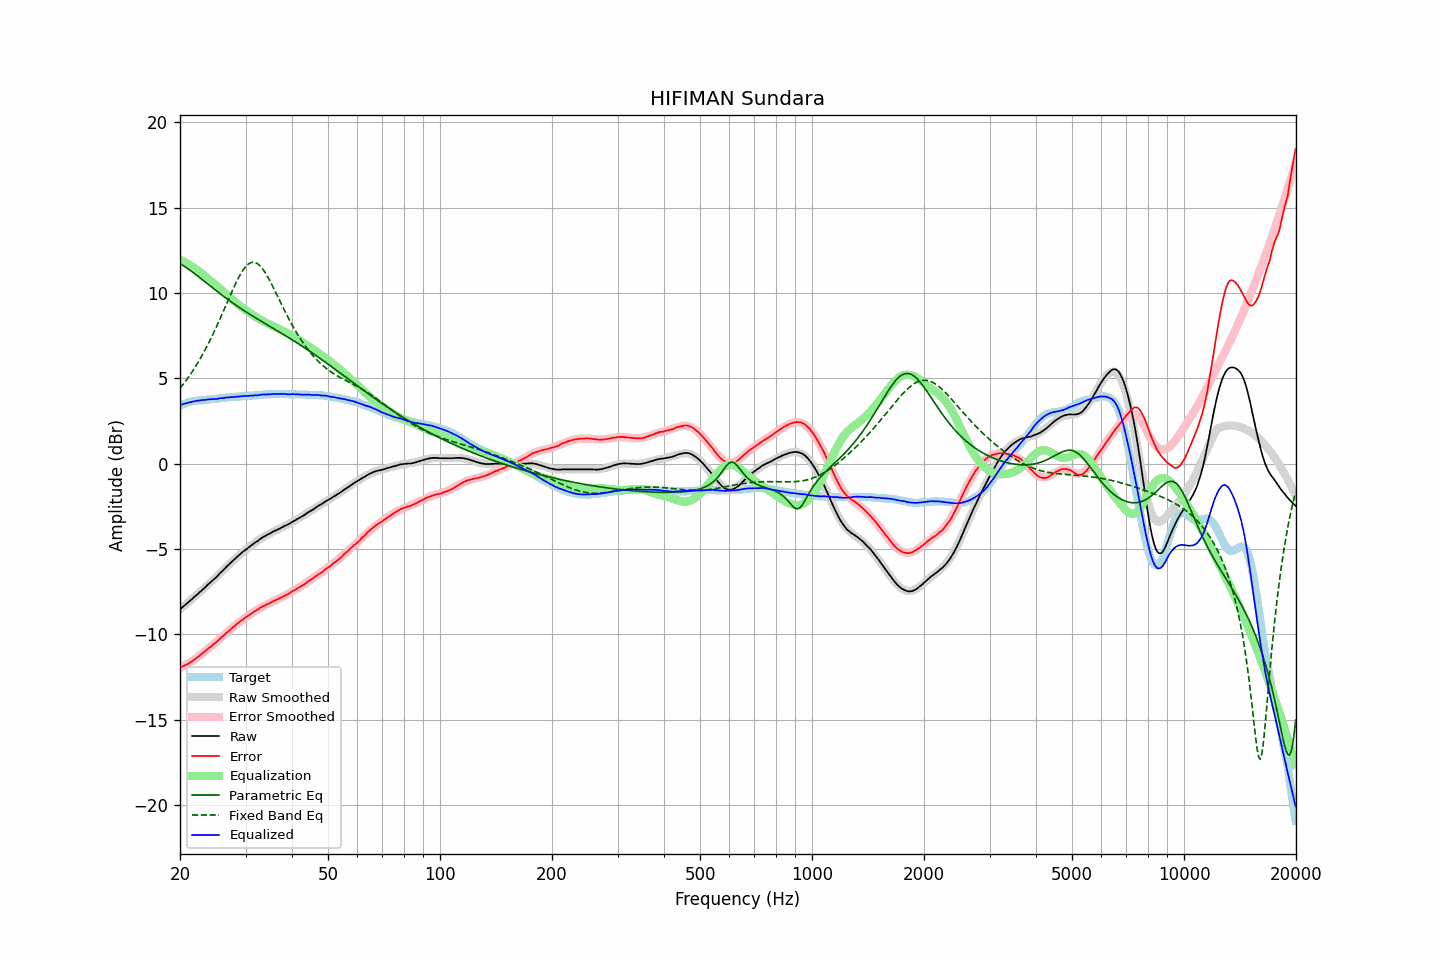 HIFIMAN Sundara
Amplitude (dBr)
20
15
10
5
0
−5
−10
−15
−20
Target
Raw Smoothed
Error Smoothed
Raw
Error
Equalization
Parametric Eq
Fixed Band Eq
Equalized
20 50 100 200 500 1000 2000 5000 10000 20000
Frequency (Hz)